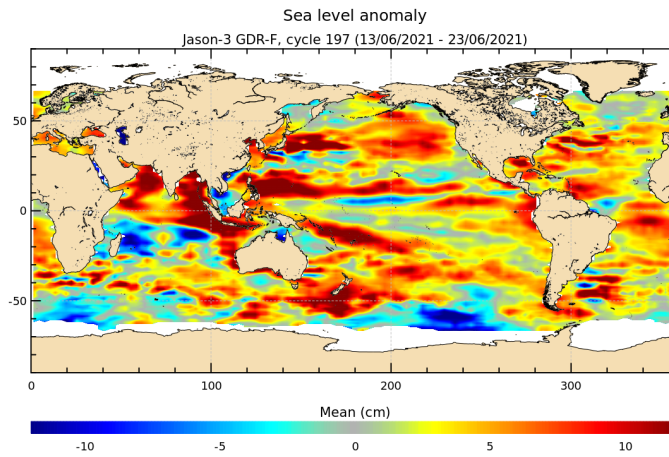 Sea level anomaly
Jason-3 GDR-F, cycle 197 (13/06/2021 - 23/06/2021)
50
0
-50
0 100 200 300
Mean (cm)
-10 -5 0 5 10